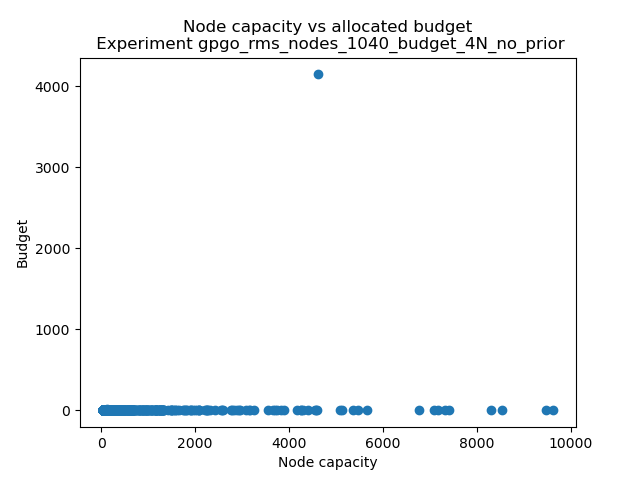 Node capacity vs allocated budget
Experiment gpgo_rms_nodes_1040_budget_4N_no_prior
4000
3000
2000
1000
0
Budget
0 2000 4000 6000 8000 10000
Node capacity